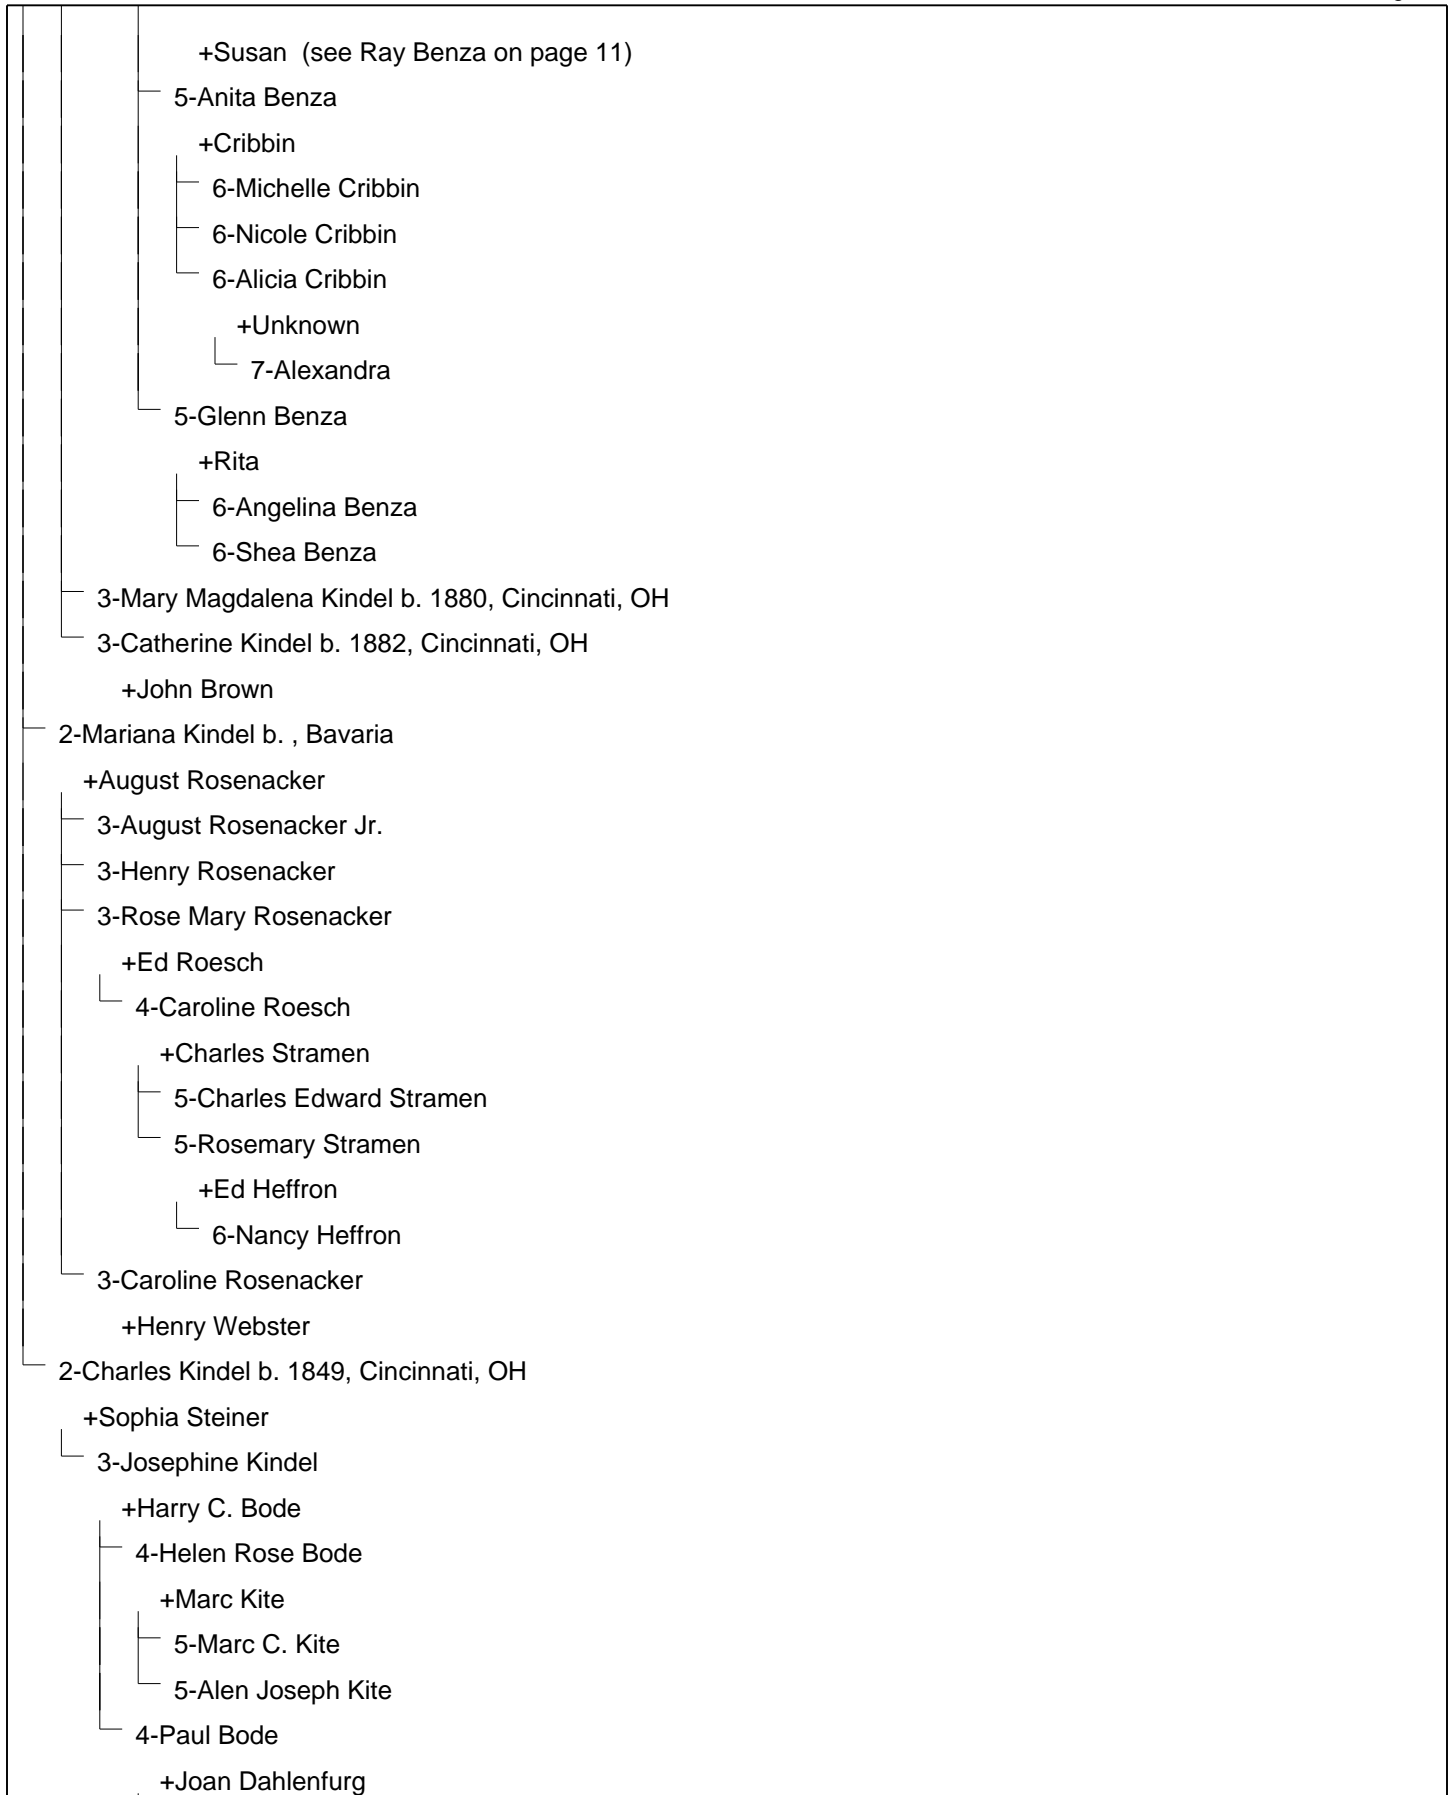 +Susan (see Ray Benza on page 11)
5-Anita Benza
+Cribbin
6-Michelle Cribbin
6-Nicole Cribbin
6-Alicia Cribbin
+Unknown
7-Alexandra
5-Glenn Benza
+Rita
6-Angelina Benza
6-Shea Benza
3-Mary Magdalena Kindel b. 1880, Cincinnati, OH
3-Catherine Kindel b. 1882, Cincinnati, OH
+John Brown
2-Mariana Kindel b. , Bavaria
+August Rosenacker
3-August Rosenacker Jr.
3-Henry Rosenacker
3-Rose Mary Rosenacker
+Ed Roesch
4-Caroline Roesch
+Charles Stramen
5-Charles Edward Stramen
5-Rosemary Stramen
+Ed Heffron
6-Nancy Heffron
3-Caroline Rosenacker
+Henry Webster
2-Charles Kindel b. 1849, Cincinnati, OH
+Sophia Steiner
3-Josephine Kindel
+Harry C. Bode
4-Helen Rose Bode
+Marc Kite
5-Marc C. Kite
5-Alen Joseph Kite
4-Paul Bode
+Joan Dahlenfurg